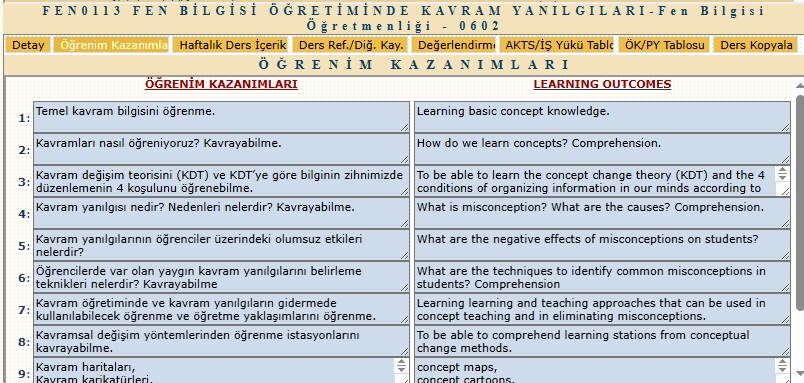 FEN0113 FEN BİLGİSİ ÖĞRETİMİNDE KAVRAM YANILGILARI-Fen Bilgisi
Öğretmenliği - 0602
Detay
Öğrenim Kazanımla
Haftalık Ders İçerik
Ders Ref./Diğ. Kay.
Değerlendirme
AKTS/İŞ Yükü Tablo
ÖK/PY Tablosu
Ders Kopyala
ÖĞRENİM KAZANIMLARI
ÖĞRENİM KAZANIMLARI
LEARNING OUTCOMES
1:
Temel kavram bilgisini öğrenme.
Learning basic concept knowledge.
2:
Kavramları nasıl öğreniyoruz? Kavrayabilme.
How do we learn concepts? Comprehension.
3:
Kavram değişim teorisini (KDT) ve KDT’ye göre bilginin zihnimizde
düzenlemenin 4 koşulunu öğrenebilme.
To be able to learn the concept change theory (KDT) and the 4
conditions of organizing information in our minds according to
4:
Kavram yanılgısı nedir? Nedenleri nelerdir? Kavrayabilme.
What is misconception? What are the causes? Comprehension.
5:
Kavram yanılgılarının öğrenciler üzerindeki olumsuz etkileri
nelerdir?
What are the negative effects of misconceptions on students?
6:
Öğrencilerde var olan yaygın kavram yanılgılarını belirleme
teknikleri nelerdir? Kavrayabilme
What are the techniques to identify common misconceptions in
students? Comprehension
7:
Kavram öğretiminde ve kavram yanılgıların gidermede
kullanılabilecek öğrenme ve öğretme yaklaşımlarını öğrenme.
Learning learning and teaching approaches that can be used in
concept teaching and in eliminating misconceptions.
8:
Kavramsal değişim yöntemlerinden öğrenme istasyonlarını
kavrayabilme.
To be able to comprehend learning stations from conceptual
change methods.
9:
Kavram haritaları,
Kavram karikatürleri,
concept maps,
concept cartoons,